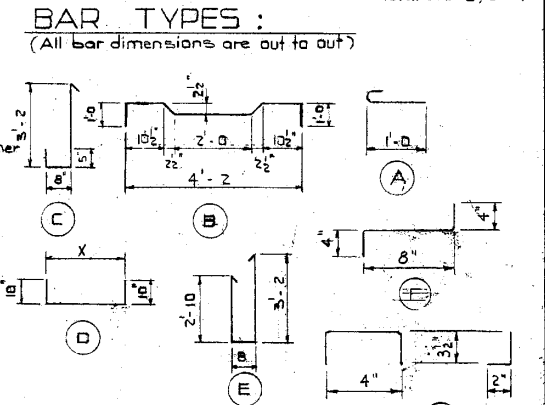 BAR TYPES :
(All bar dimensions are out to out)
3'-2
5
8"
C
1'-0
2½"
1'-0
10½"
2½"
2'-0
2½"
10½"
4'-2
B
1'-0
A
X
10"
10"
D
2'-10
3'-2
8
E
4"
4"
8"
F
4"
3½"
2"